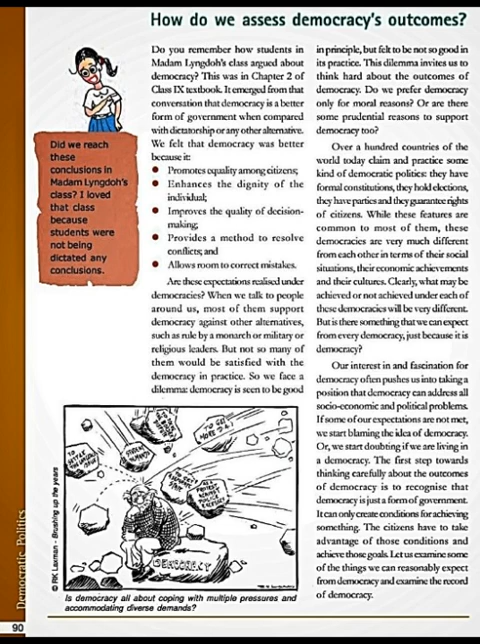 How do we assess democracy's outcomes?
Do you remember how students in
Madam Lyngdoh's class argued about
democracy? This was in Chapter 2 of
Class IX textbook. It emerged from that
conversation that democracy is a better
form of government when compared
with dictatorship or any other alternative.
We felt that democracy was better
because it:
● Promotes equality among citizens;
● Enhances the dignity of the
individual;
● Improves the quality of decision-
making;
● Provides a method to resolve
conflicts; and
● Allows room to correct mistakes.
Are these expectations realised under
democracies? When we talk to people
around us, most of them support
democracy against other alternatives,
such as rule by a monarch or military or
religious leaders. But not so many of
them would be satisfied with the
democracy in practice. So we face a
dilemma: democracy is seen to be good
in principle, but felt to be not so good in
its practice. This dilemma invites us to
think hard about the outcomes of
democracy. Do we prefer democracy
only for moral reasons? Or are there
some prudential reasons to support
democracy too?
Over a hundred countries of the
world today claim and practice some
kind of democratic politics: they have
formal constitutions, they hold elections,
they have parties and they guarantee rights
of citizens. While these features are
common to most of them, these
democracies are very much different
from each other in terms of their social
situations, their economic achievements
and their cultures. Clearly, what may be
achieved or not achieved under each of
these democracies will be very different.
But is there something that we can expect
from every democracy, just because it is
democracy?
Our interest in and fascination for
democracy often pushes us into taking a
position that democracy can address all
socio-economic and political problems.
If some of our expectations are not met,
we start blaming the idea of democracy.
Or, we start doubting if we are living in
a democracy. The first step towards
thinking carefully about the outcomes
of democracy is to recognise that
democracy is just a form of government.
It can only create conditions for achieving
something. The citizens have to take
advantage of those conditions and
achieve those goals. Let us examine some
of the things we can reasonably expect
from democracy and examine the record
of democracy.
Did we reach
these
conclusions in
Madam Lyngdoh's
class? I loved
that class
because
students were
not being
dictated any
conclusions.
TO
GET
MORE D.A.!
DEMOCRACY
© RK Laxman - Brushing up the years
Is democracy all about coping with multiple pressures and
accommodating diverse demands?
Democratic Politics
90